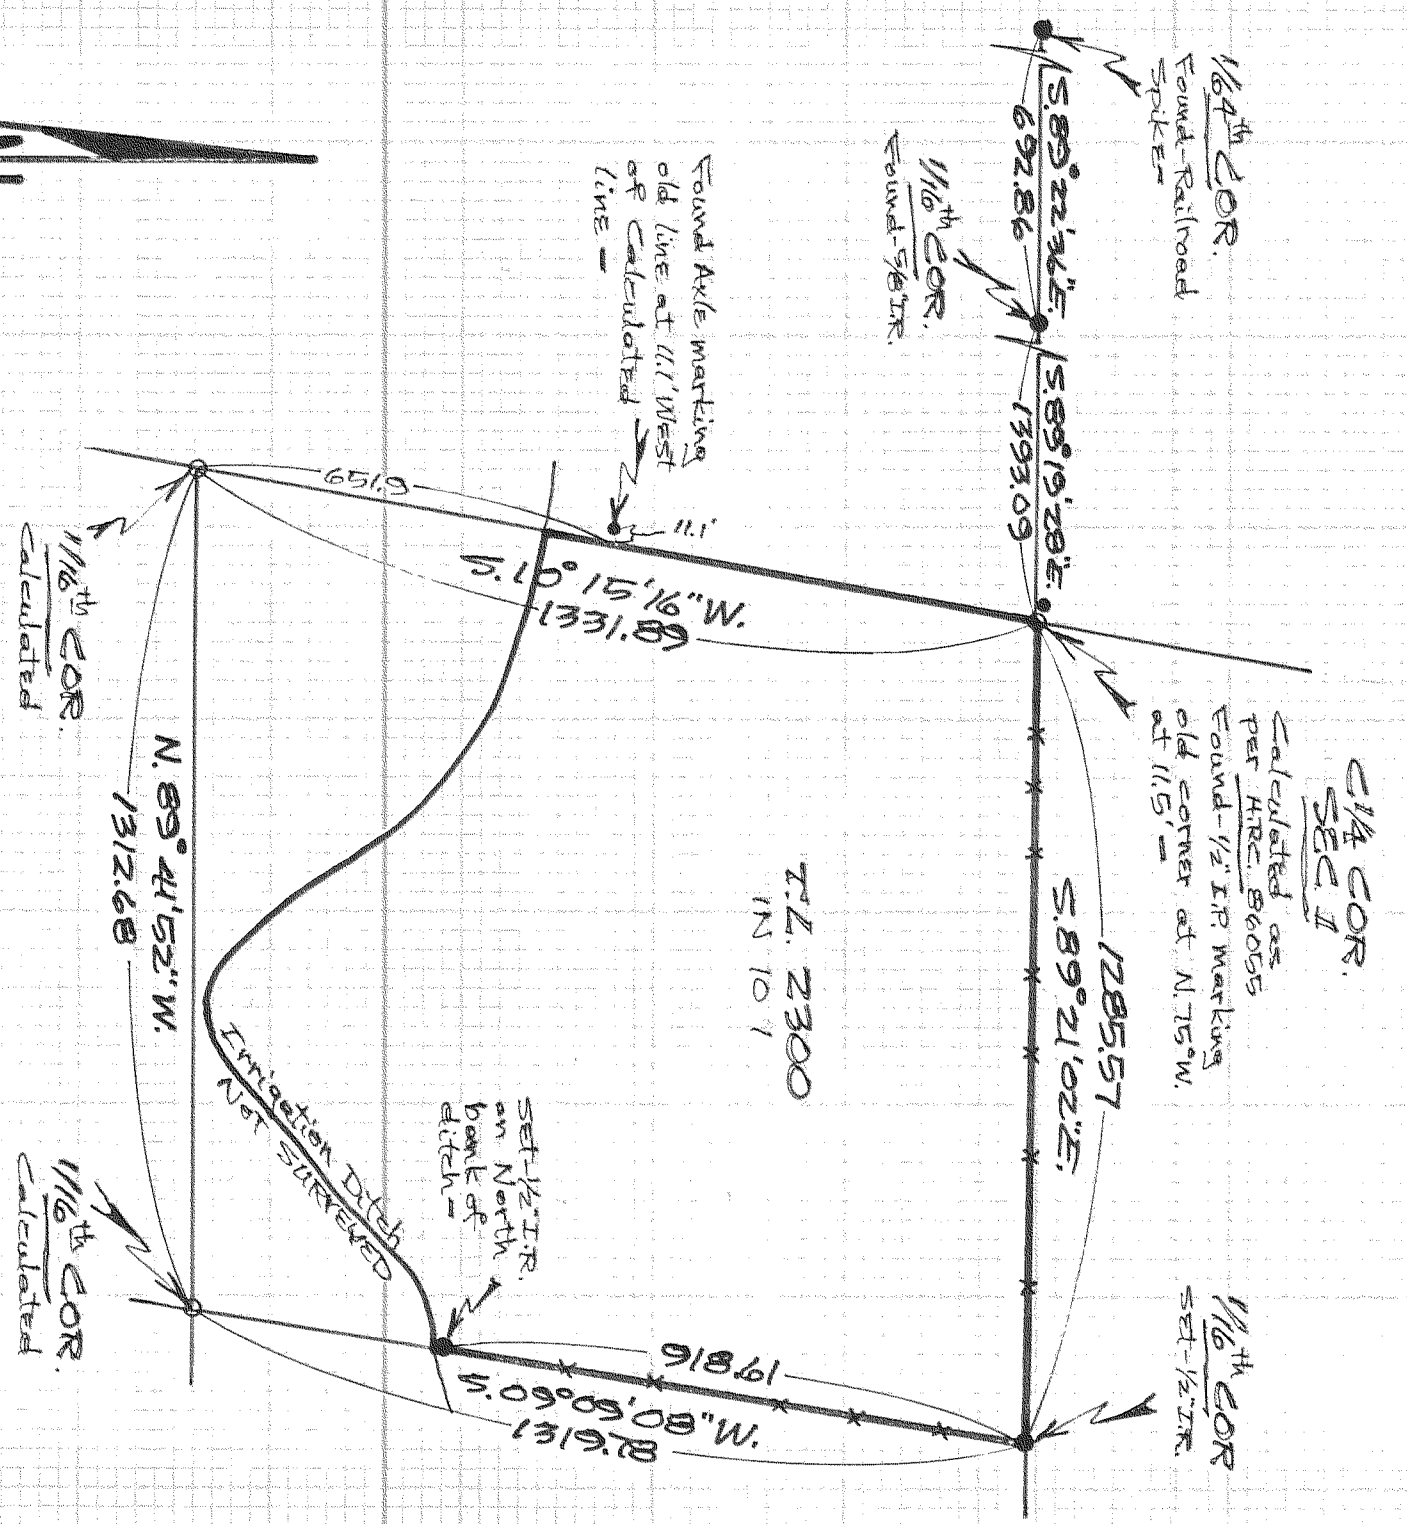 1/64th COR.
Found-Railroad
Spike-
S.89°22'36"E.
692.86
1/16th COR.
Found-5/8"I.R.
S.89°19'28"E.
1393.09
C1/4 COR.
SEC 11
Calculated as
per H.T.R.C. 86055
Found-1/2" I.P. marking
old corner at N.75°W.
at 11.5'-
1285.57
S.89°21'02"E.
1/16th COR
Set-1/2"I.R.
Found Axle marking
old line at 11.1' West
of Calculated
line-
11.1'
651.9
S.10°15'16"W.
1331.89
T.L. 2300
IN 101
Set-1/2"I.R.
on North
bank of
ditch-
918.61
S.09°09'08"W.
1319.78
Irrigation Ditch
NOT SURVEYED
N.89°41'52"W.
1312.68
1/16th COR.
Calculated
1/16th COR.
Calculated